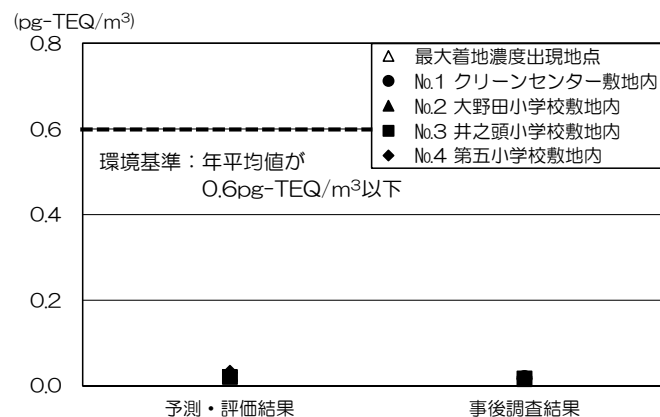 (pg-TEQ/m³)
0.8
0.6
0.4
0.2
0.0
△ 最大着地濃度出現地点
● №1 クリーンセンター敷地内
▲ №2 大野田小学校敷地内
■ №3 井之頭小学校敷地内
◆ №4 第五小学校敷地内
環境基準：年平均値が
0.6pg-TEQ/m³以下
予測・評価結果
事後調査結果